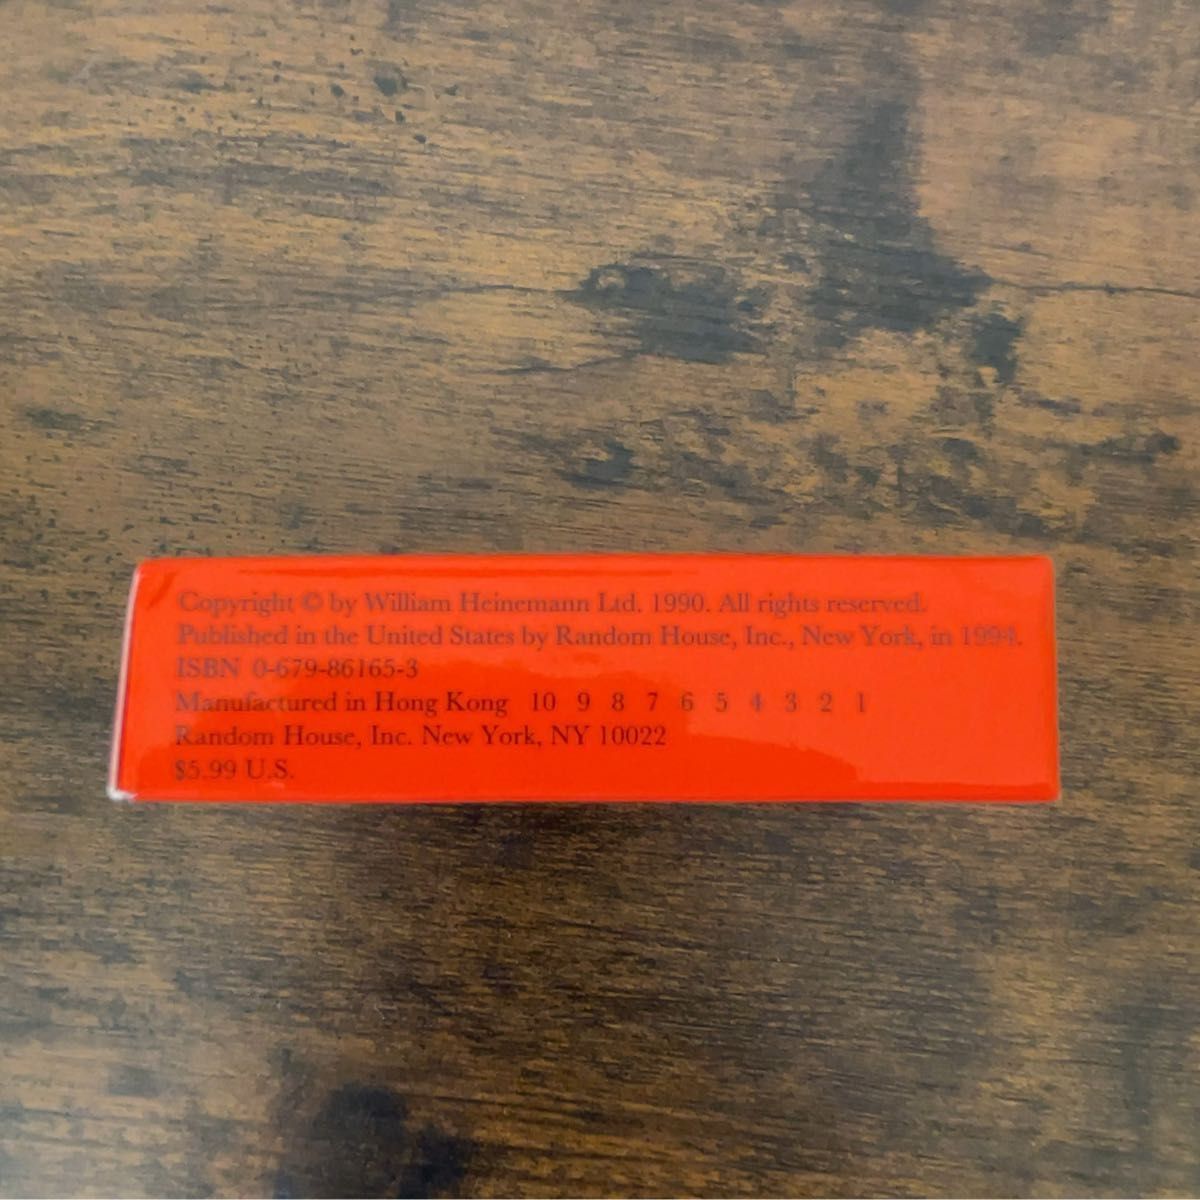 Copyright © by William Heinemann Ltd. 1990. All rights reserved.
Published in the United States by Random House, Inc., New York, in 1994.
ISBN 0-679-86165-3
Manufactured in Hong Kong 10 9 8 7 6 5 4 3 2 1
Random House, Inc. New York, NY 10022
$5.99 U.S.